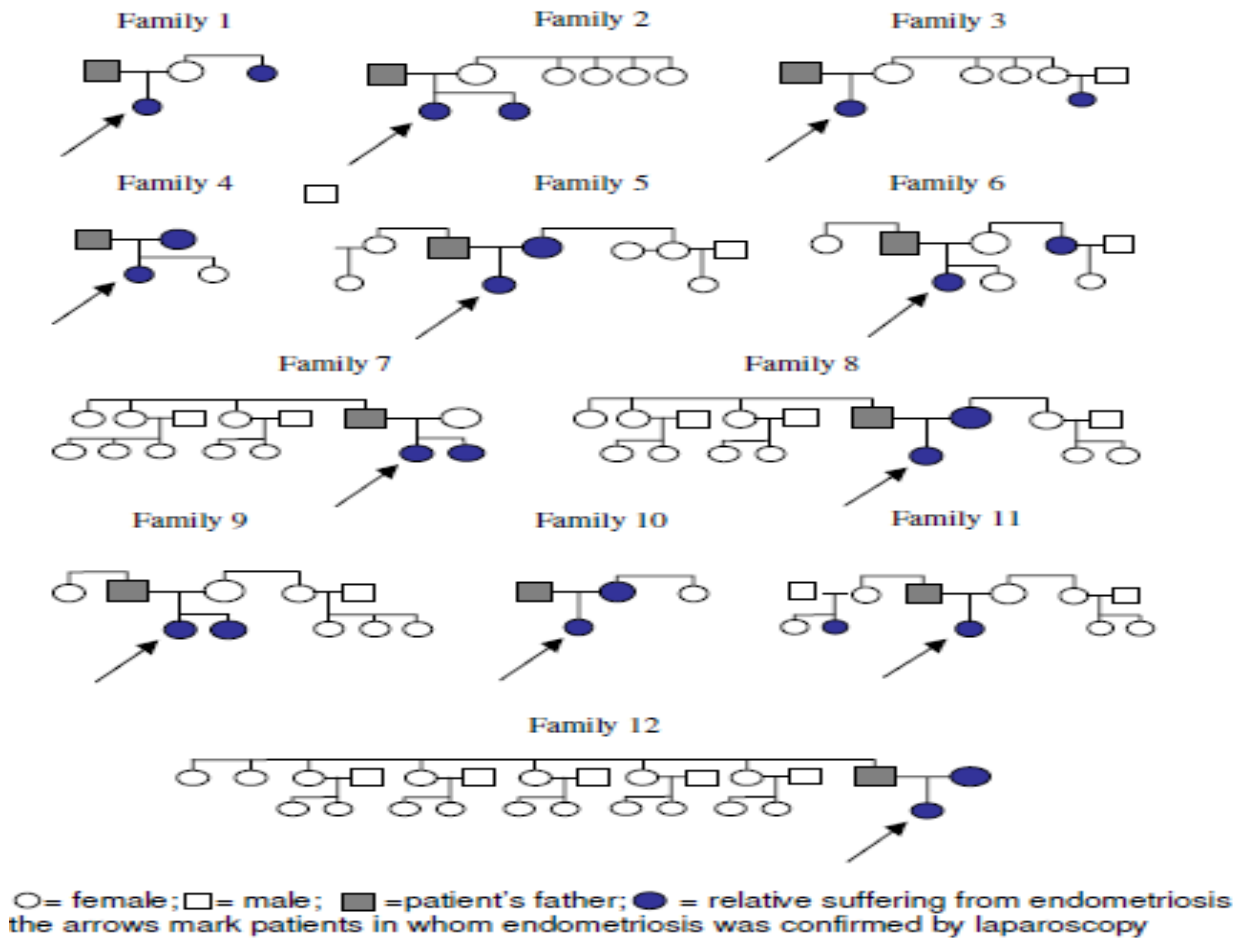 Family 1
Family 2
Family 3
Family 4
Family 5
Family 6
Family 7
Family 8
Family 9
Family 10
Family 11
Family 12
= female; = male; =patient's father; = relative suffering from endometriosis
the arrows mark patients in whom endometriosis was confirmed by laparoscopy